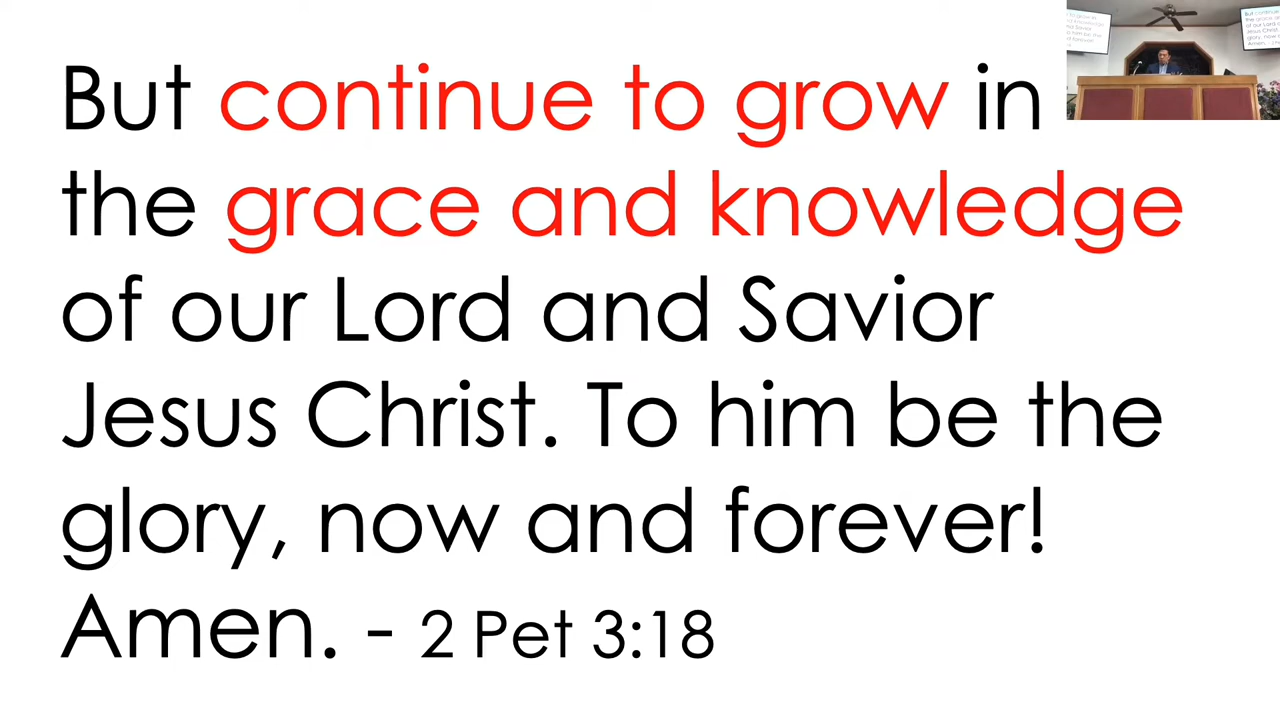 But continue to grow in
the grace and knowledge
of our Lord and Savior
Jesus Christ. To him be the
glory, now and forever!
Amen. - 2 Pet 3:18